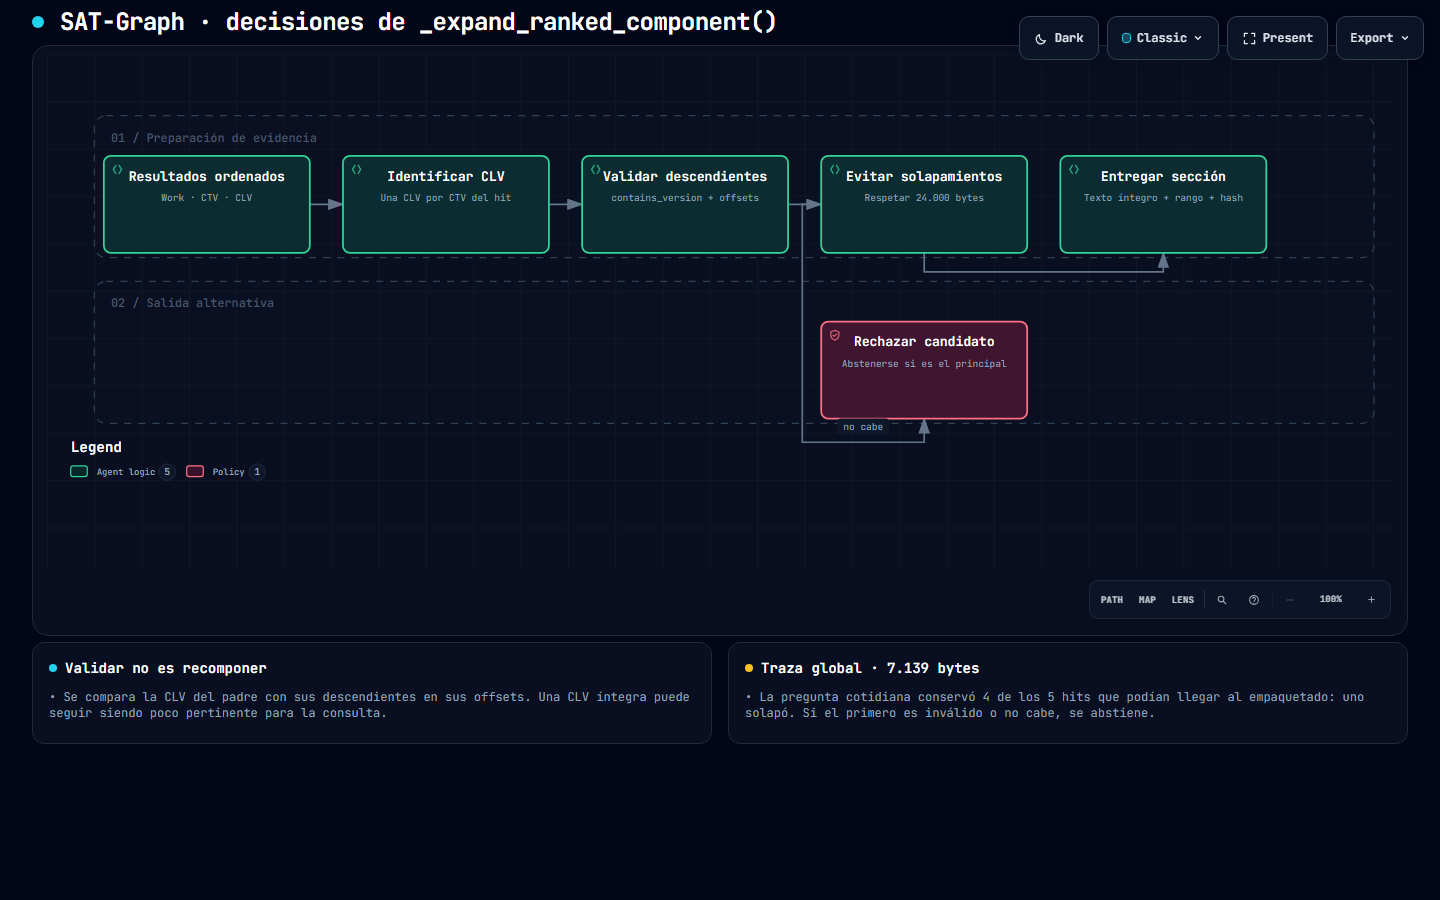 SAT-Graph · decisiones de _expand_ranked_component()
Dark
Classic
Present
Export
01 / Preparación de evidencia
Resultados ordenados
Work · CTV · CLV
Identificar CLV
Una CLV por CTV del hit
Validar descendientes
contains_version + offsets
Evitar solapamientos
Respetar 24.000 bytes
Entregar sección
Texto íntegro + rango + hash
02 / Salida alternativa
Rechazar candidato
Abstenerse si es el principal
no cabe
Legend
Agent logic 5
Policy 1
PATH MAP LENS
100%
Validar no es recomponer
• Se compara la CLV del padre con sus descendientes en sus offsets. Una CLV íntegra puede
seguir siendo poco pertinente para la consulta.
Traza global · 7.139 bytes
• La pregunta cotidiana conservó 4 de los 5 hits que podían llegar al empaquetado: uno
solapó. Si el primero es inválido o no cabe, se abstiene.